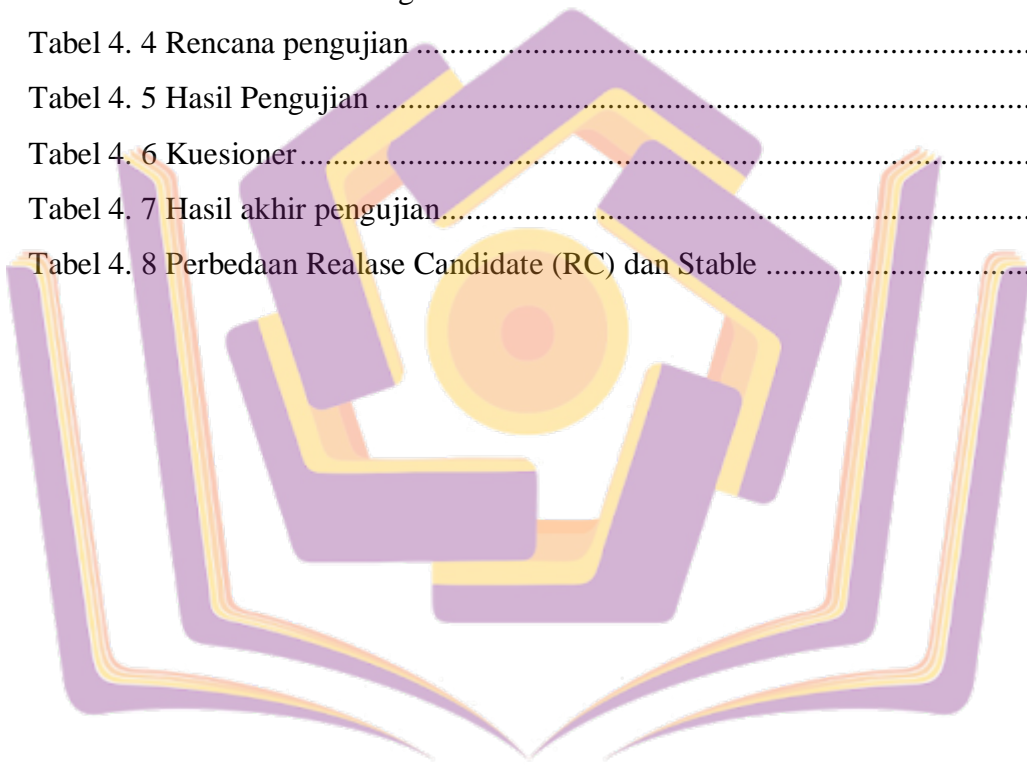 Tabel 4. 4 Rencana pengujian ............................................................................
Tabel 4. 5 Hasil Pengujian .................................................................................
Tabel 4. 6 Kuesioner ...........................................................................................
Tabel 4. 7 Hasil akhir pengujian .........................................................................
Tabel 4. 8 Perbedaan Realase Candidate (RC) dan Stable .................................